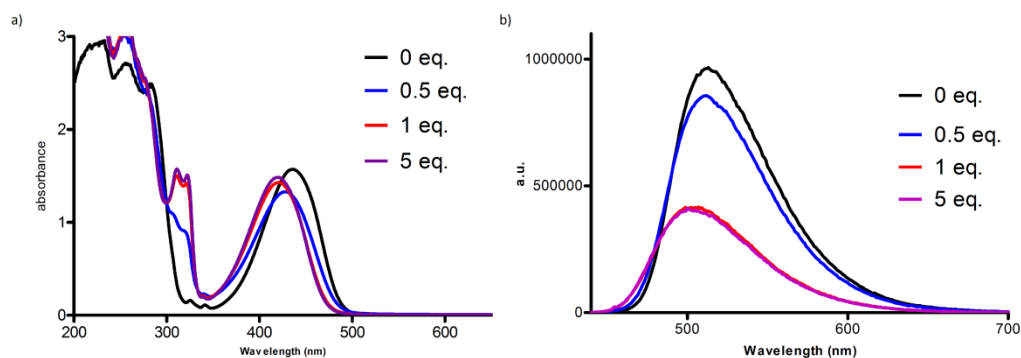 a)
absorbance
3
2
1
0
200
300
400
500
600
Wavelength (nm)
0 eq.
0.5 eq.
1 eq.
5 eq.
b)
a.u.
1000000
500000
0
500
600
700
Wavelength (nm)
0 eq.
0.5 eq.
1 eq.
5 eq.